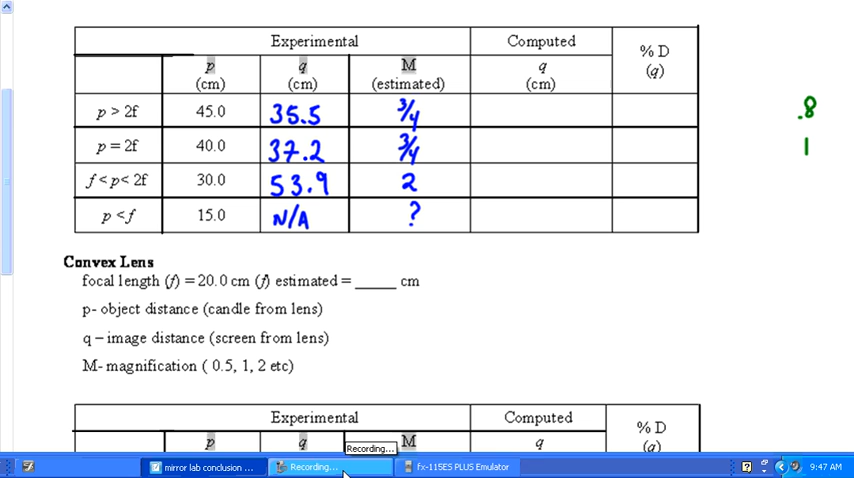 Experimental Computed % D
(q)
p q M q
(cm) (cm) (estimated) (cm)
p > 2f 45.0 35.5 3/4
.8
p = 2f 40.0 37.2 3/4
1
f < p < 2f 30.0 53.9 2
p < f 15.0 N/A ?
Convex Lens
focal length (f) = 20.0 cm (f) estimated = _____ cm
p- object distance (candle from lens)
q – image distance (screen from lens)
M- magnification ( 0.5, 1, 2 etc)
Experimental Computed % D
p q M q (q)
Recording...
mirror lab conclusion ... Recording... fx-115ES PLUS Emulator ? 9:47 AM